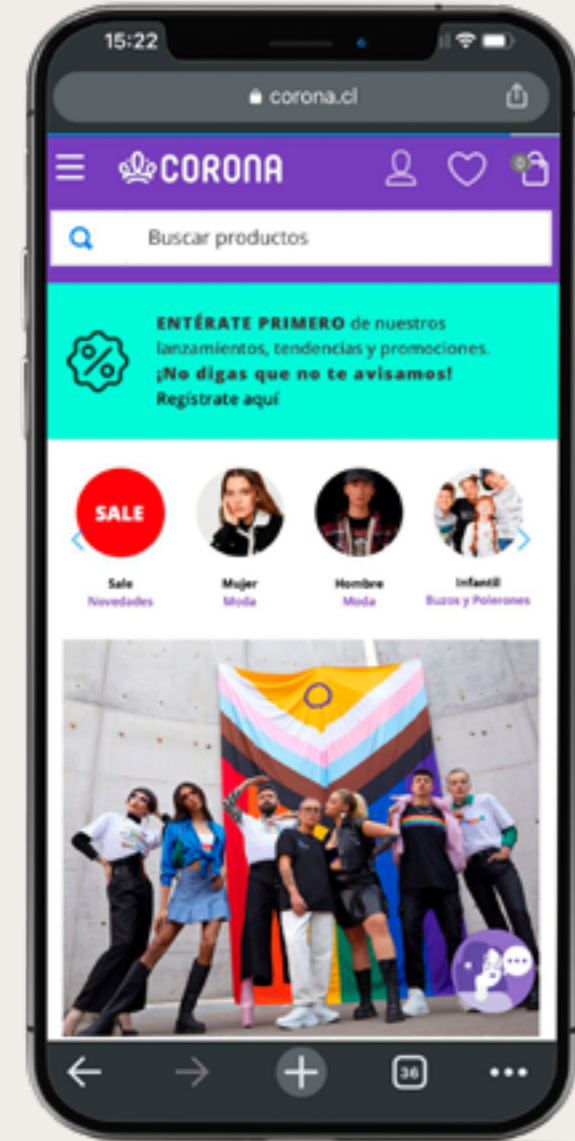 15:22
corona.cl
CORONA
0
Buscar productos
ENTÉRATE PRIMERO de nuestros
lanzamientos, tendencias y promociones.
¡No digas que no te avisamos!
Regístrate aquí
SALE
Sale
Novedades
Mujer
Moda
Hombre
Moda
Infantil
Buzos y Polerones
36